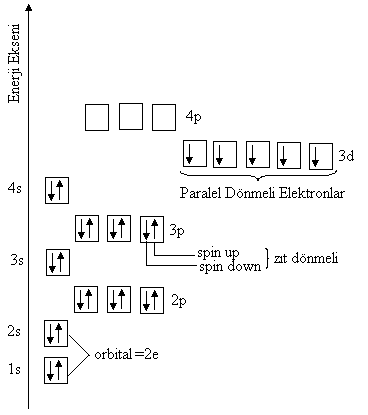 Enerji Ekseni
4p
3d
Paralel Dönmeli Elektronlar
4s
3p
spin up
spin down
zıt dönmeli
3s
2p
2s
orbital=2e
1s